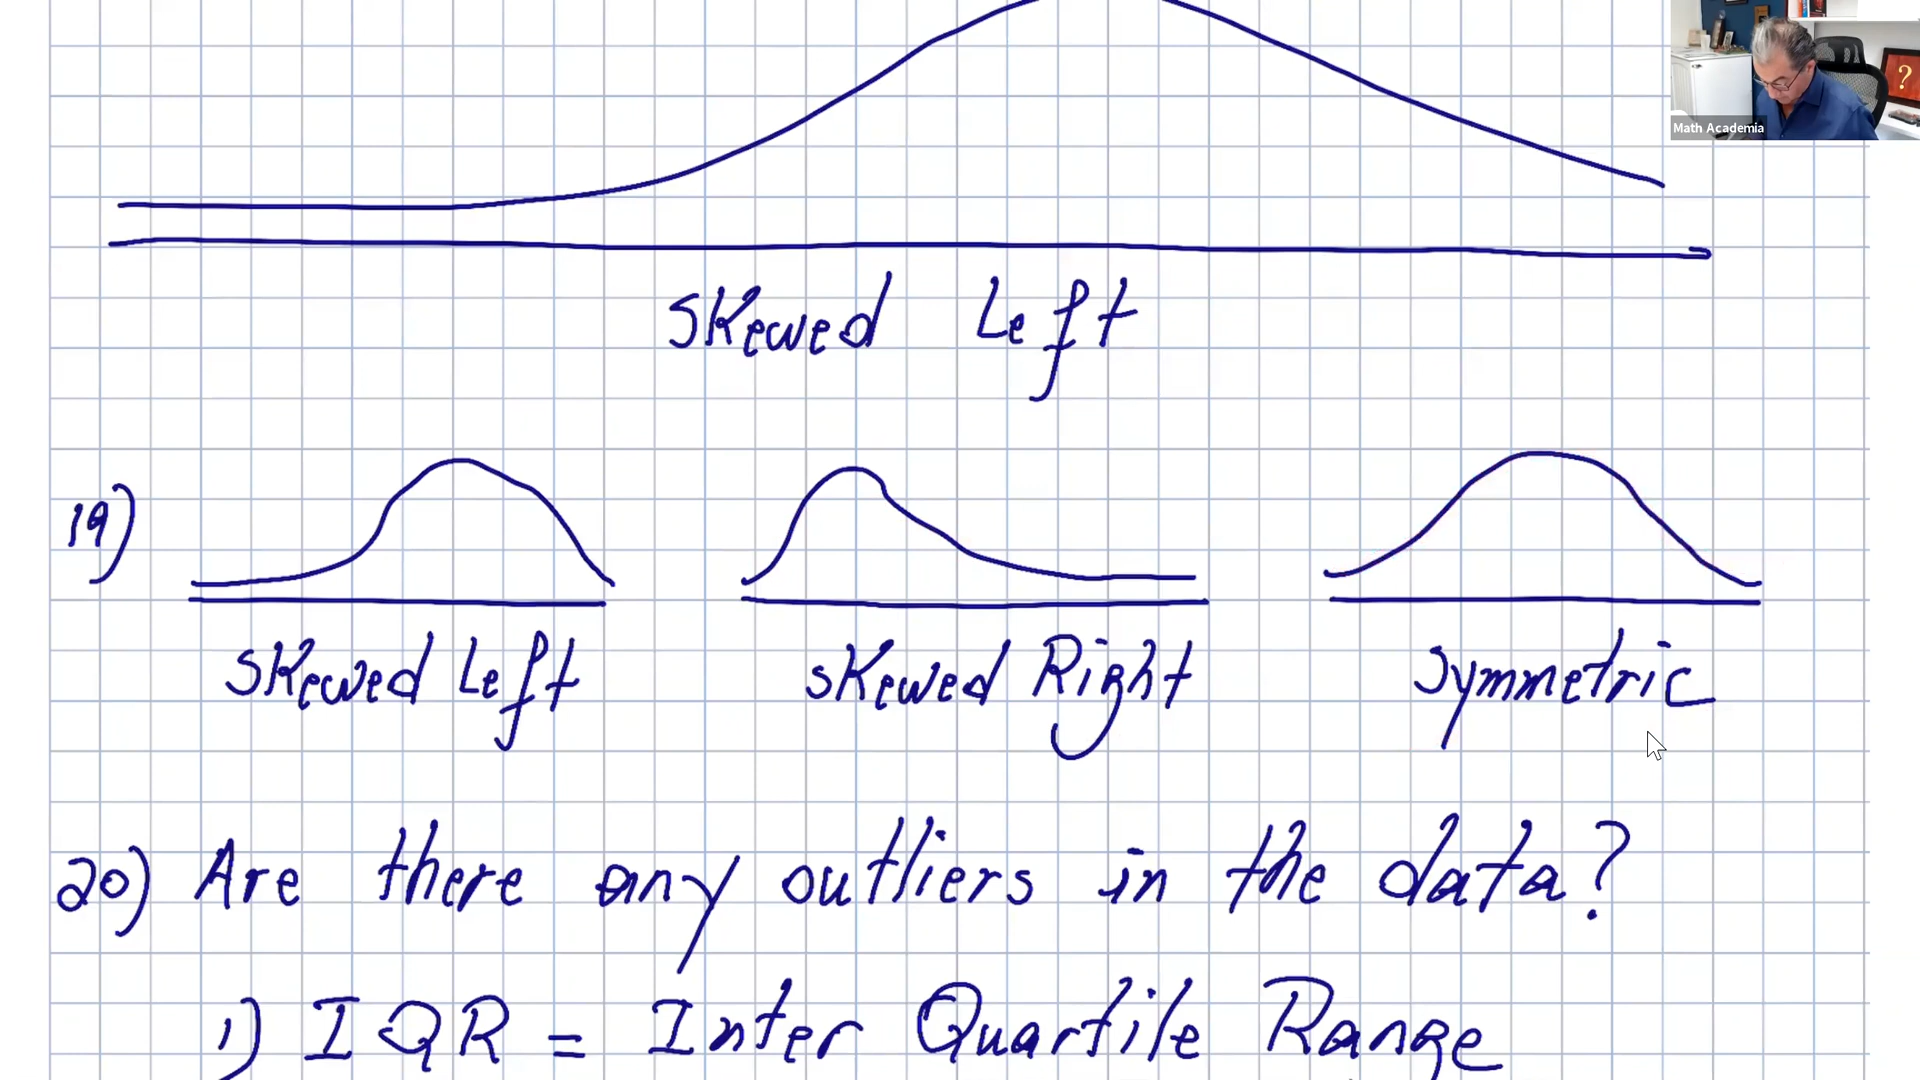 ?
Math Academia
Skewed Left
19)
Skewed Left
Skewed Right
Symmetric
20) Are there any outliers in the data?
1) IQR = Inter Quartile Range